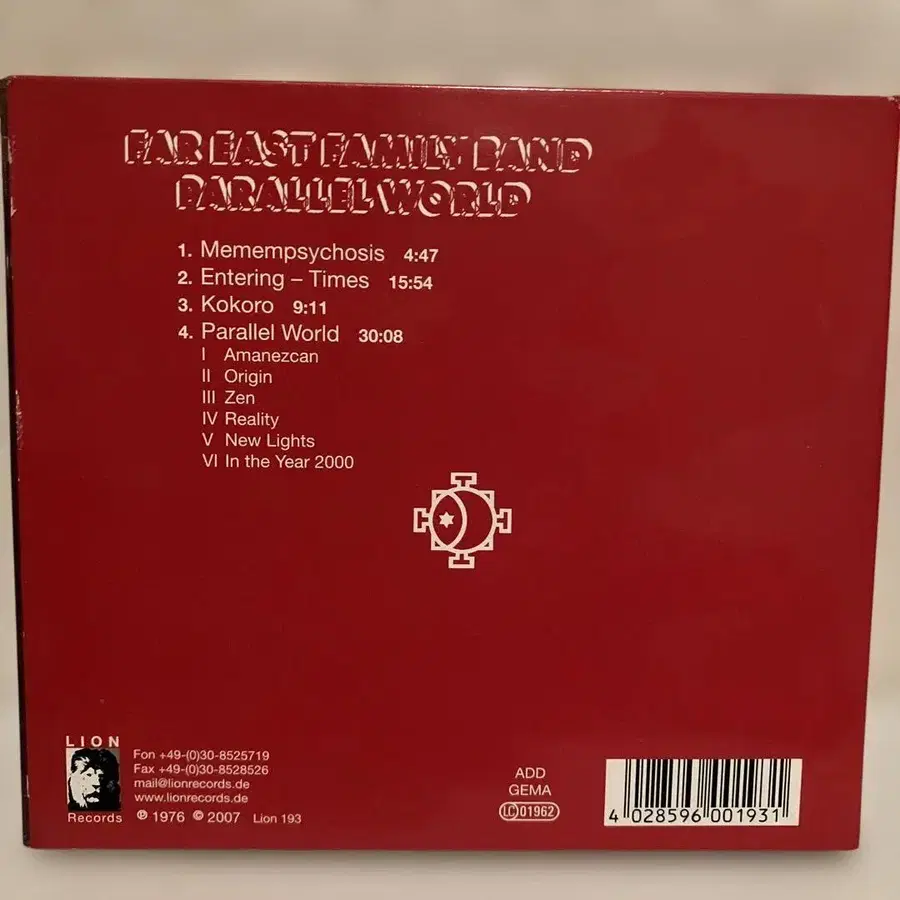 FAR EAST FAMILY BAND
PARALLEL WORLD
1. Memempsychosis 4:47
2. Entering – Times 15:54
3. Kokoro 9:11
4. Parallel World 30:08
I Amanezcan
II Origin
III Zen
IV Reality
V New Lights
VI In the Year 2000
LION
Records
Fon +49-(0)30-8525719
Fax +49-(0)30-8528526
mail@lionrecords.de
www.lionrecords.de
℗ 1976 © 2007 Lion 193
ADD
GEMA
LC 01962
4 028596 001931